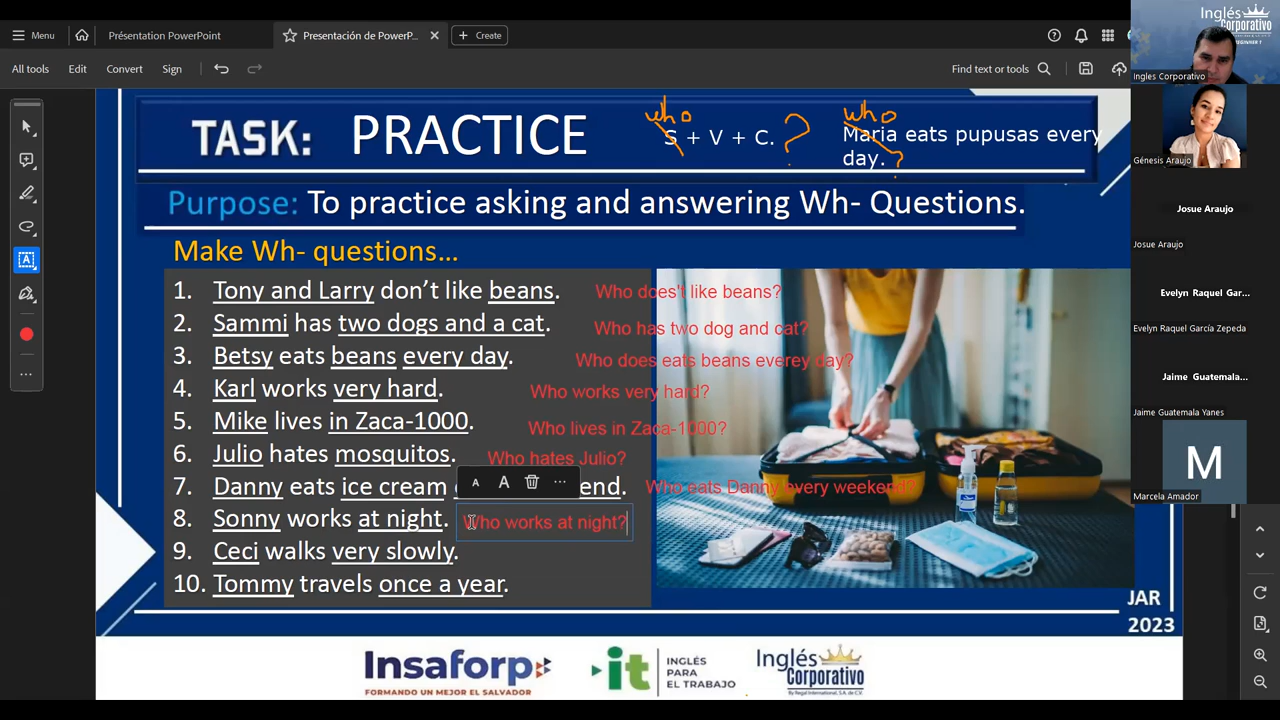 Menu
Présentation PowerPoint
Presentación de PowerP...
Create
All tools
Edit
Convert
Sign
Find text or tools
Inglés
Corporativo
BEGINNER 1
Ingles Corporativo
TASK: PRACTICE
who
S + V + C. ?
who
Maria eats pupusas every
day. ?
Génesis Araujo
Purpose: To practice asking and answering Wh- Questions.
Josue Araujo
Josue Araujo
Make Wh- questions...
1. Tony and Larry don't like beans. Who does't like beans?
2. Sammi has two dogs and a cat. Who has two dog and cat?
3. Betsy eats beans every day. Who does eats beans everey day?
4. Karl works very hard. Who works very hard?
5. Mike lives in Zaca-1000. Who lives in Zaca-1000?
6. Julio hates mosquitos. Who hates Julio?
7. Danny eats ice cream end. Who eats Danny every weekend?
8. Sonny works at night. Who works at night?
9. Ceci walks very slowly.
10. Tommy travels once a year.
Evelyn Raquel Gar...
Evelyn Raquel García Zepeda
Jaime Guatemala...
Jaime Guatemala Yanes
M
Marcela Amador
A A ...
JAR
2023
Insaforp
FORMANDO UN MEJOR EL SALVADOR
it
INGLÉS
PARA
EL TRABAJO
Inglés
Corporativo
By Regal International, S.A. de C.V.